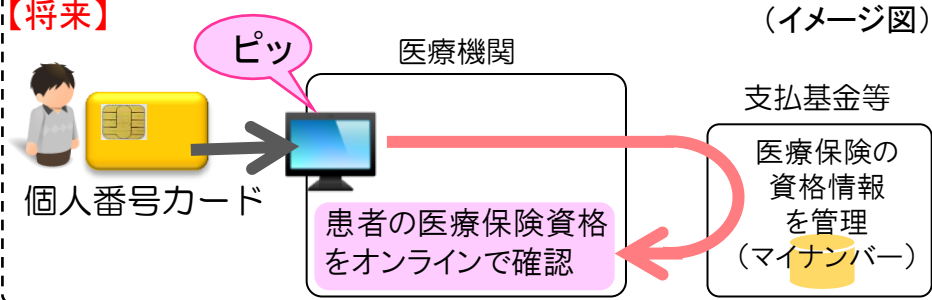 【将来】
(イメージ図)
ピッ
医療機関
支払基金等
個人番号カード
患者の医療保険資格
をオンラインで確認
医療保険の
資格情報
を管理
(マイナンバー)